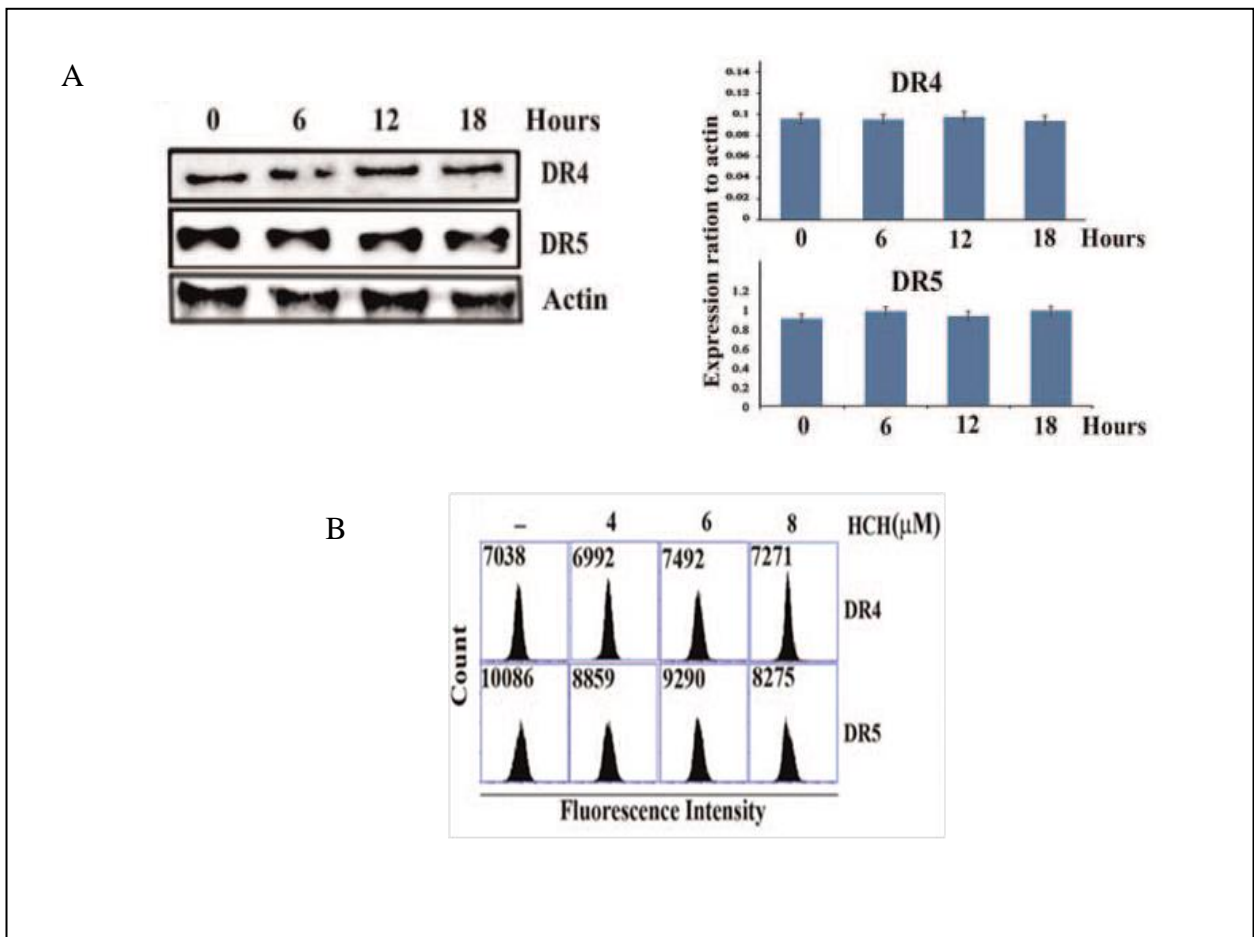 A
0 6 12 18 Hours
DR4
DR5
Actin
Expression ration to actin
DR4
0.14
0.12
0.1
0.08
0.06
0.04
0.02
0
0 6 12 18 Hours
DR5
1.2
1
0.8
0.6
0.4
0.2
0
0 6 12 18 Hours
B
– 4 6 8 HCH(μM)
Count
7038 6992 7492 7271
DR4
10086 8859 9290 8275
DR5
Fluorescence Intensity